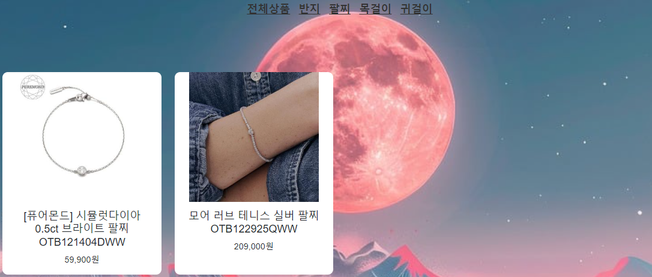 전체상품 반지 팔찌 목걸이 귀걸이
[퓨어몬드] 시뮬럿다이아
0.5ct 브라이트 팔찌
OTB121404DWW
59,900원
모어 러브 테니스 실버 팔찌
OTB122925QWW
209,000원